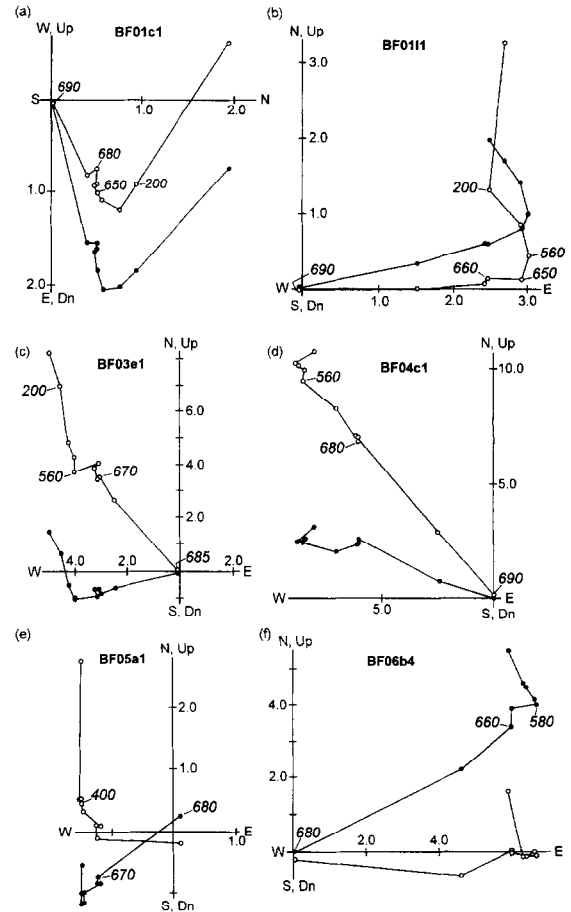 (a)
W, Up
BF01c1
690
S
1.0
2.0
N
680
650
200
1.0
2.0
E, Dn
(b)
N, Up
BF01l1
3.0
2.0
200
1.0
560
690
660
650
W
1.0
2.0
3.0
E
S, Dn
(c)
N, Up
BF03e1
200
6.0
560
4.0
670
2.0
685
W
4.0
2.0
2.0
E
S, Dn
(d)
N, Up
BF04c1
10.0
560
680
5.0
690
W
5.0
E
S, Dn
(e)
N, Up
BF05a1
2.0
400
1.0
680
W
1.0
E
670
S, Dn
(f)
N, Up
BF06b4
4.0
660
580
2.0
680
W
2.0
4.0
6.0
E
S, Dn